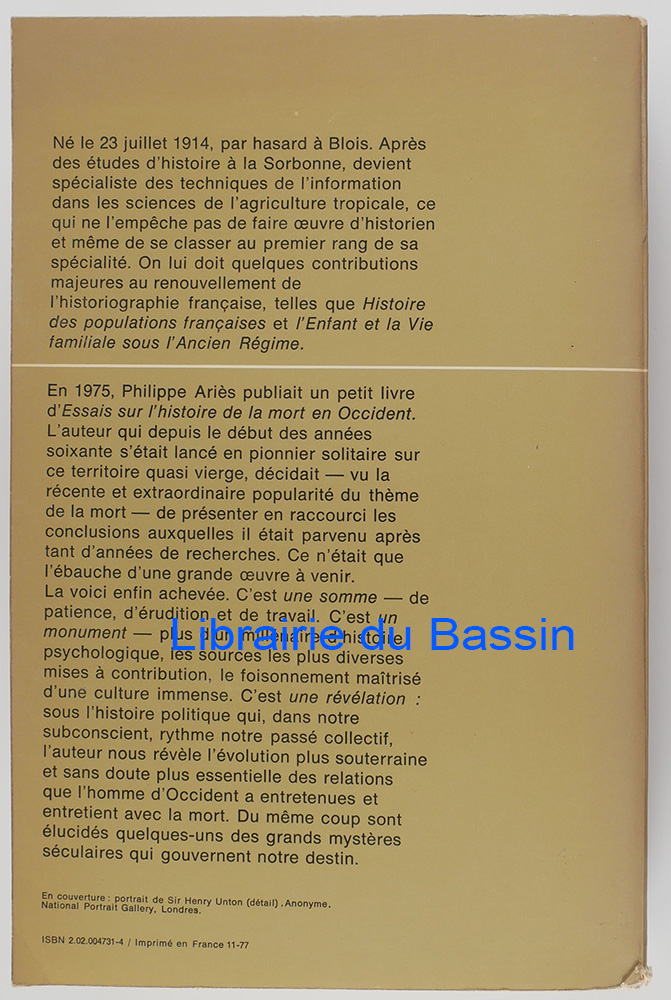 Né le 23 juillet 1914, par hasard à Blois. Après
des études d'histoire à la Sorbonne, devient
spécialiste des techniques de l'information
dans les sciences de l'agriculture tropicale, ce
qui ne l'empêche pas de faire œuvre d'historien
et même de se classer au premier rang de sa
spécialité. On lui doit quelques contributions
majeures au renouvellement de
l'historiographie française, telles que Histoire
des populations françaises et l'Enfant et la Vie
familiale sous l'Ancien Régime.
En 1975, Philippe Ariès publiait un petit livre
d'Essais sur l'histoire de la mort en Occident.
L'auteur qui depuis le début des années
soixante s'était lancé en pionnier solitaire sur
ce territoire quasi vierge, décidait — vu la
récente et extraordinaire popularité du thème
de la mort — de présenter en raccourci les
conclusions auxquelles il était parvenu après
tant d'années de recherches. Ce n'était que
l'ébauche d'une grande œuvre à venir.
La voici enfin achevée. C'est une somme — de
patience, d'érudition et de travail. C'est un
monument — plus d'un millénaire d'histoire
Librairie du Bassin
psychologique, les sources les plus diverses
mises à contribution, le foisonnement maîtrisé
d'une culture immense. C'est une révélation :
sous l'histoire politique qui, dans notre
subconscient, rythme notre passé collectif,
l'auteur nous révèle l'évolution plus souterraine
et sans doute plus essentielle des relations
que l'homme d'Occident a entretenues et
entretient avec la mort. Du même coup sont
élucidés quelques-uns des grands mystères
séculaires qui gouvernent notre destin.
En couverture : portrait de Sir Henry Unton (détail). Anonyme.
National Portrait Gallery, Londres.
ISBN 2.02.004731-4 / Imprimé en France 11-77